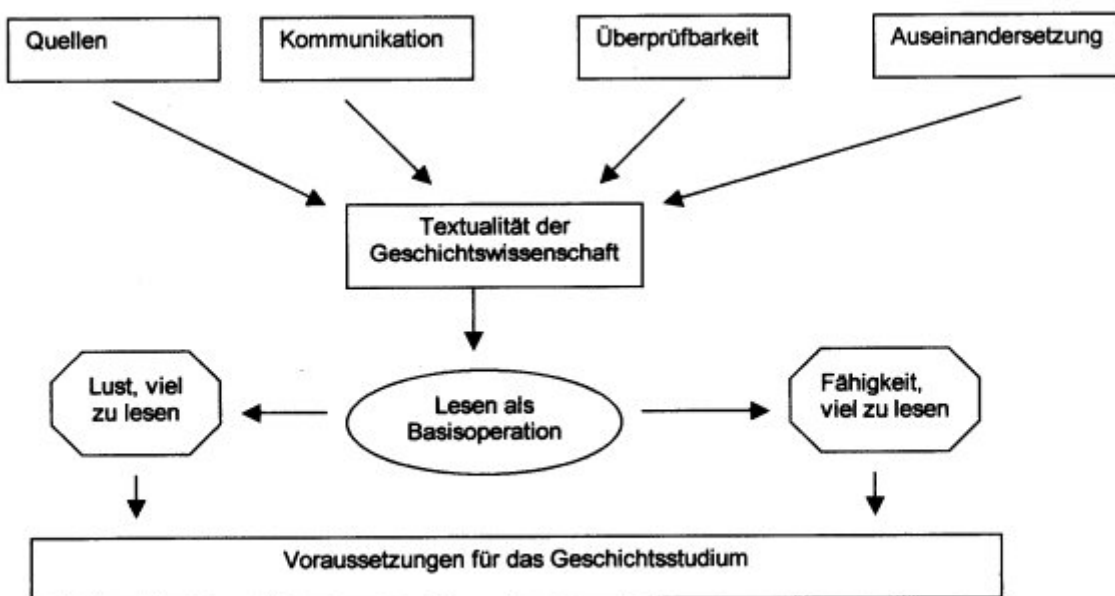 Quellen
Kommunikation
Überprüfbarkeit
Auseinandersetzung
Textualität der
Geschichtswissenschaft
Lust, viel
zu lesen
Lesen als
Basisoperation
Fähigkeit,
viel zu lesen
Voraussetzungen für das Geschichtsstudium